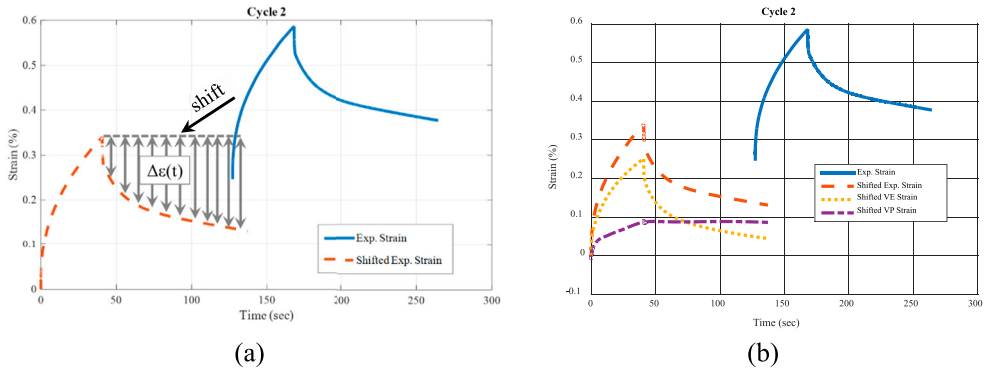 Cycle 2
0.6
0.5
0.4
0.3
0.2
0.1
0
Strain (%)
shift
Δε(t)
Exp. Strain
Shifted Exp. Strain
0 50 100 150 200 250 300
Time (sec)
(a)
Cycle 2
0.6
0.5
0.4
0.3
0.2
0.1
0
-0.1
Strain (%)
Exp. Strain
Shifted Exp. Strain
Shifted VE Strain
Shifted VP Strain
0 50 100 150 200 250 300
Time (sec)
(b)